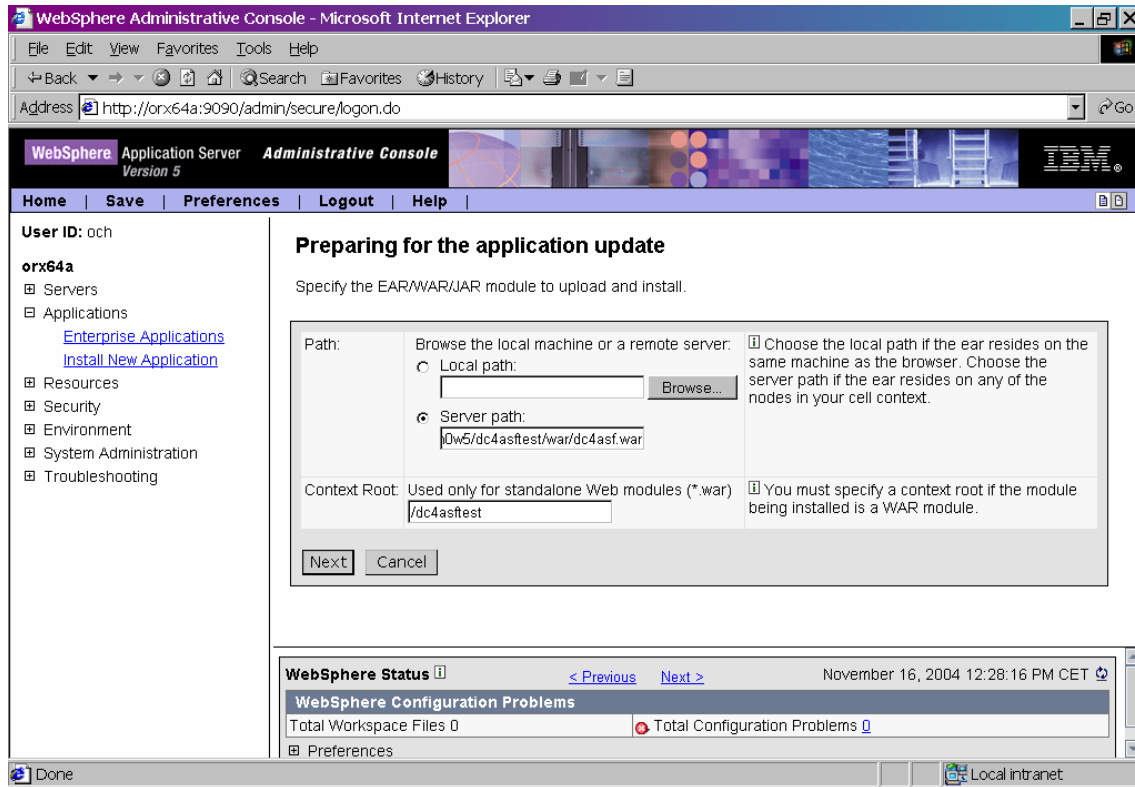 WebSphere Administrative Console - Microsoft Internet Explorer
File Edit View Favorites Tools Help
Back Search Favorites History
Address http://orx64a:9090/admin/secure/logon.do Go
WebSphere. Application Server Administrative Console
Version 5
IBM.®
Home | Save | Preferences | Logout | Help |
User ID: och
orx64a
Servers
Applications
Enterprise Applications
Install New Application
Resources
Security
Environment
System Administration
Troubleshooting
Preparing for the application update
Specify the EAR/WAR/JAR module to upload and install.
Path: Browse the local machine or a remote server:
Local path:
Browse...
Server path:
0w5/dc4asftest/war/dc4asf.war
i Choose the local path if the ear resides on the
same machine as the browser. Choose the
server path if the ear resides on any of the
nodes in your cell context.
Context Root: Used only for standalone Web modules (*.war)
/dc4asftest
i You must specify a context root if the module
being installed is a WAR module.
Next Cancel
WebSphere Status i < Previous Next > November 16, 2004 12:28:16 PM CET
WebSphere Configuration Problems
Total Workspace Files 0 Total Configuration Problems 0
Preferences
Done Local intranet